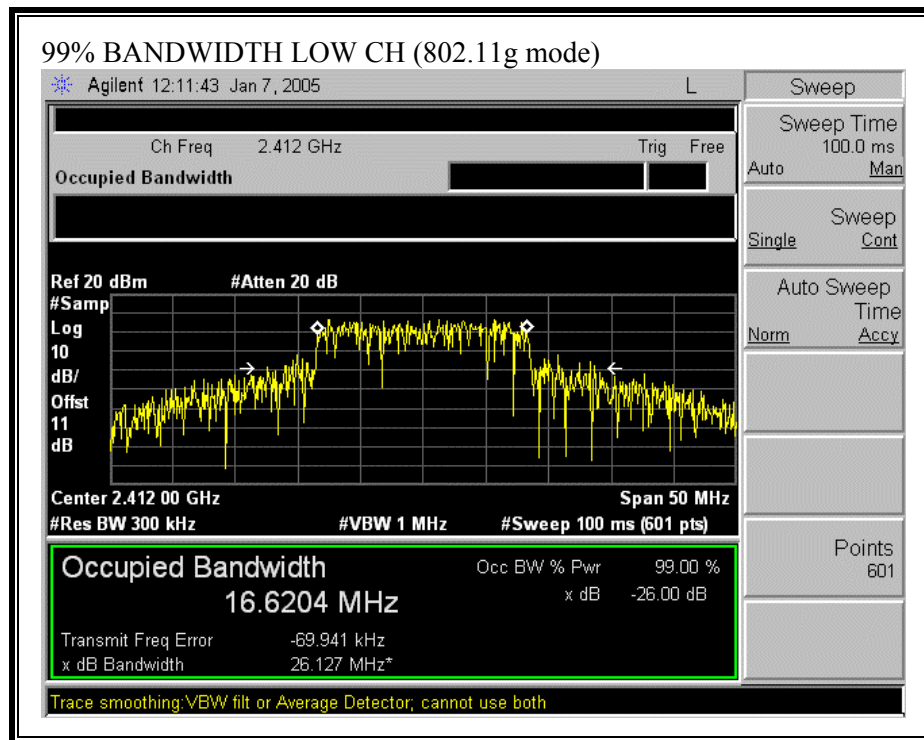 99% BANDWIDTH LOW CH (802.11g mode)
Agilent 12:11:43 Jan 7, 2005 L
Ch Freq 2.412 GHz Trig Free
Occupied Bandwidth
Ref 20 dBm #Atten 20 dB
#Samp
Log
10
dB/
Offst
11
dB
Center 2.412 00 GHz Span 50 MHz
#Res BW 300 kHz #VBW 1 MHz #Sweep 100 ms (601 pts)
Occupied Bandwidth Occ BW % Pwr 99.00 %
16.6204 MHz x dB -26.00 dB
Transmit Freq Error -69.941 kHz
x dB Bandwidth 26.127 MHz*
Trace smoothing:VBW filt or Average Detector; cannot use both
Sweep
Sweep Time
100.0 ms
Auto Man
Sweep
Single Cont
Auto Sweep
Time
Norm Accy
Points
601